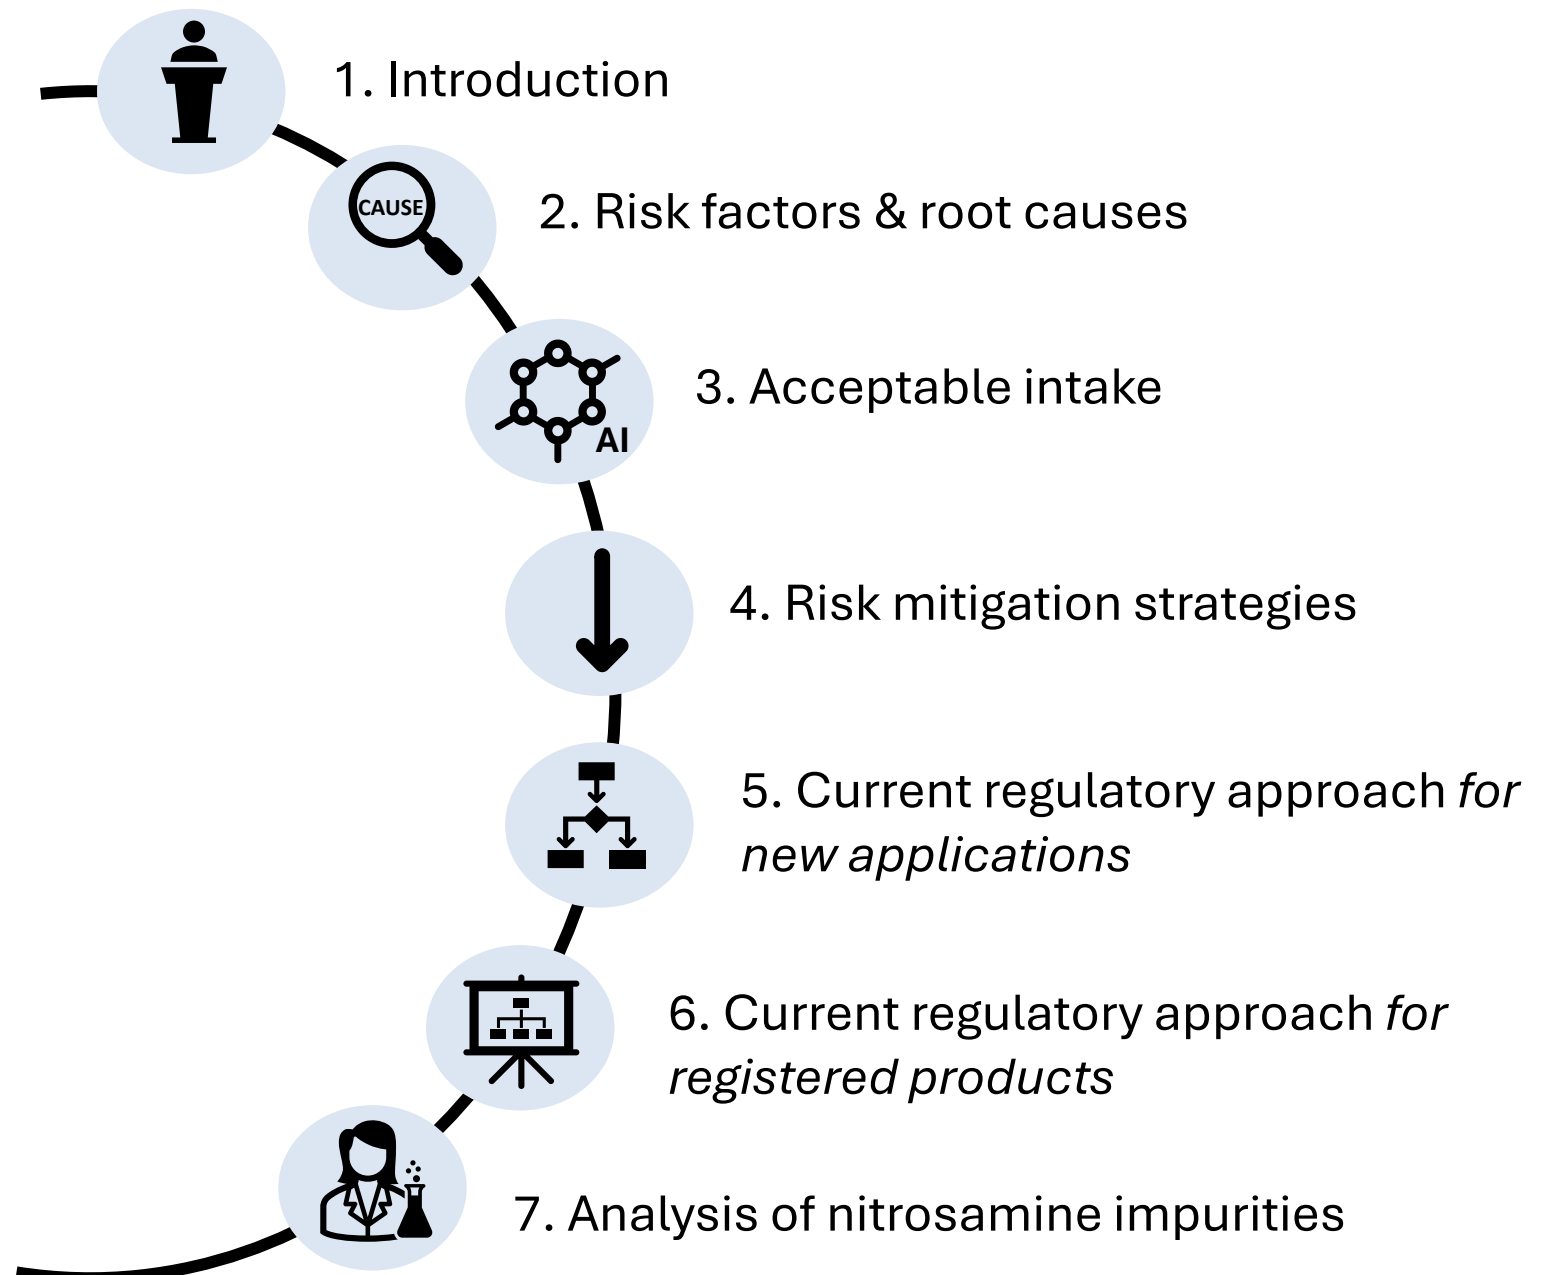 1. Introduction
CAUSE
2. Risk factors & root causes
3. Acceptable intake
AI
4. Risk mitigation strategies
5. Current regulatory approach for
new applications
6. Current regulatory approach for
registered products
7. Analysis of nitrosamine impurities